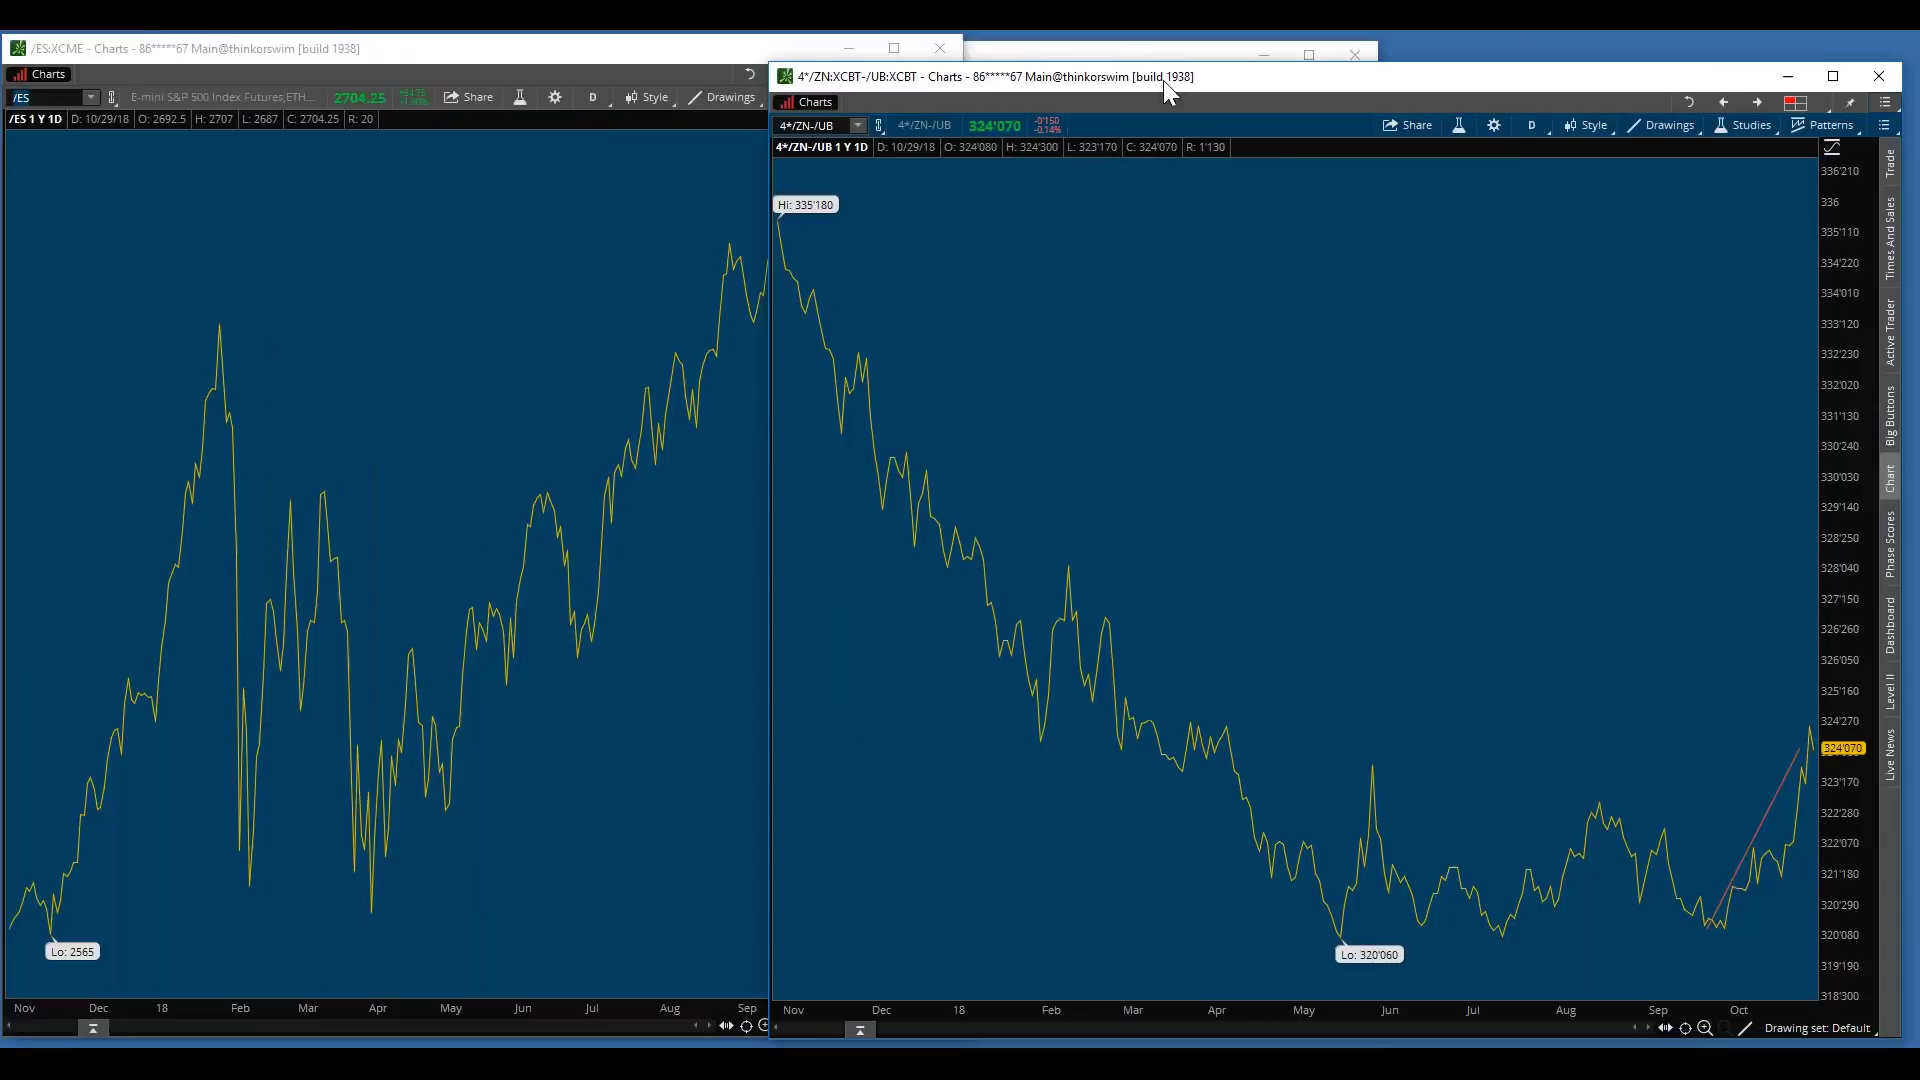 /ES:XCME - Charts - 86*****67 Main@thinkorswim [build 1938]
Charts
/ES
E-mini S&P 500 Index Futures,ETH...
2704.25
Share
D
Style
Drawings
/ES 1 Y 1D
D: 10/29/18
O: 2692.5
H: 2707
L: 2687
C: 2704.25
R: 20
Lo: 2565
Nov
Dec
18
Feb
Mar
Apr
May
Jun
Jul
Aug
Sep
4*/ZN:XCBT-/UB:XCBT - Charts - 86*****67 Main@thinkorswim [build 1938]
Charts
4*/ZN-/UB
4*/ZN-/UB
324'070
-0'150
-0.14%
Share
D
Style
Drawings
Studies
Patterns
4*/ZN-/UB 1 Y 1D
D: 10/29/18
O: 324'080
H: 324'300
L: 323'170
C: 324'070
R: 1'130
Hi: 335'180
Lo: 320'060
336'210
336
335'110
334'220
334'010
333'120
332'230
332'020
331'130
330'240
330'030
329'140
328'250
328'040
327'150
326'260
326'050
325'160
324'270
324'070
323'170
322'280
322'070
321'180
320'290
320'080
319'190
318'300
Nov
Dec
18
Feb
Mar
Apr
May
Jun
Jul
Aug
Sep
Oct
Drawing set: Default
Trade
Times And Sales
Active Trader
Big Buttons
Chart
Phase Scores
Dashboard
Level II
Live News